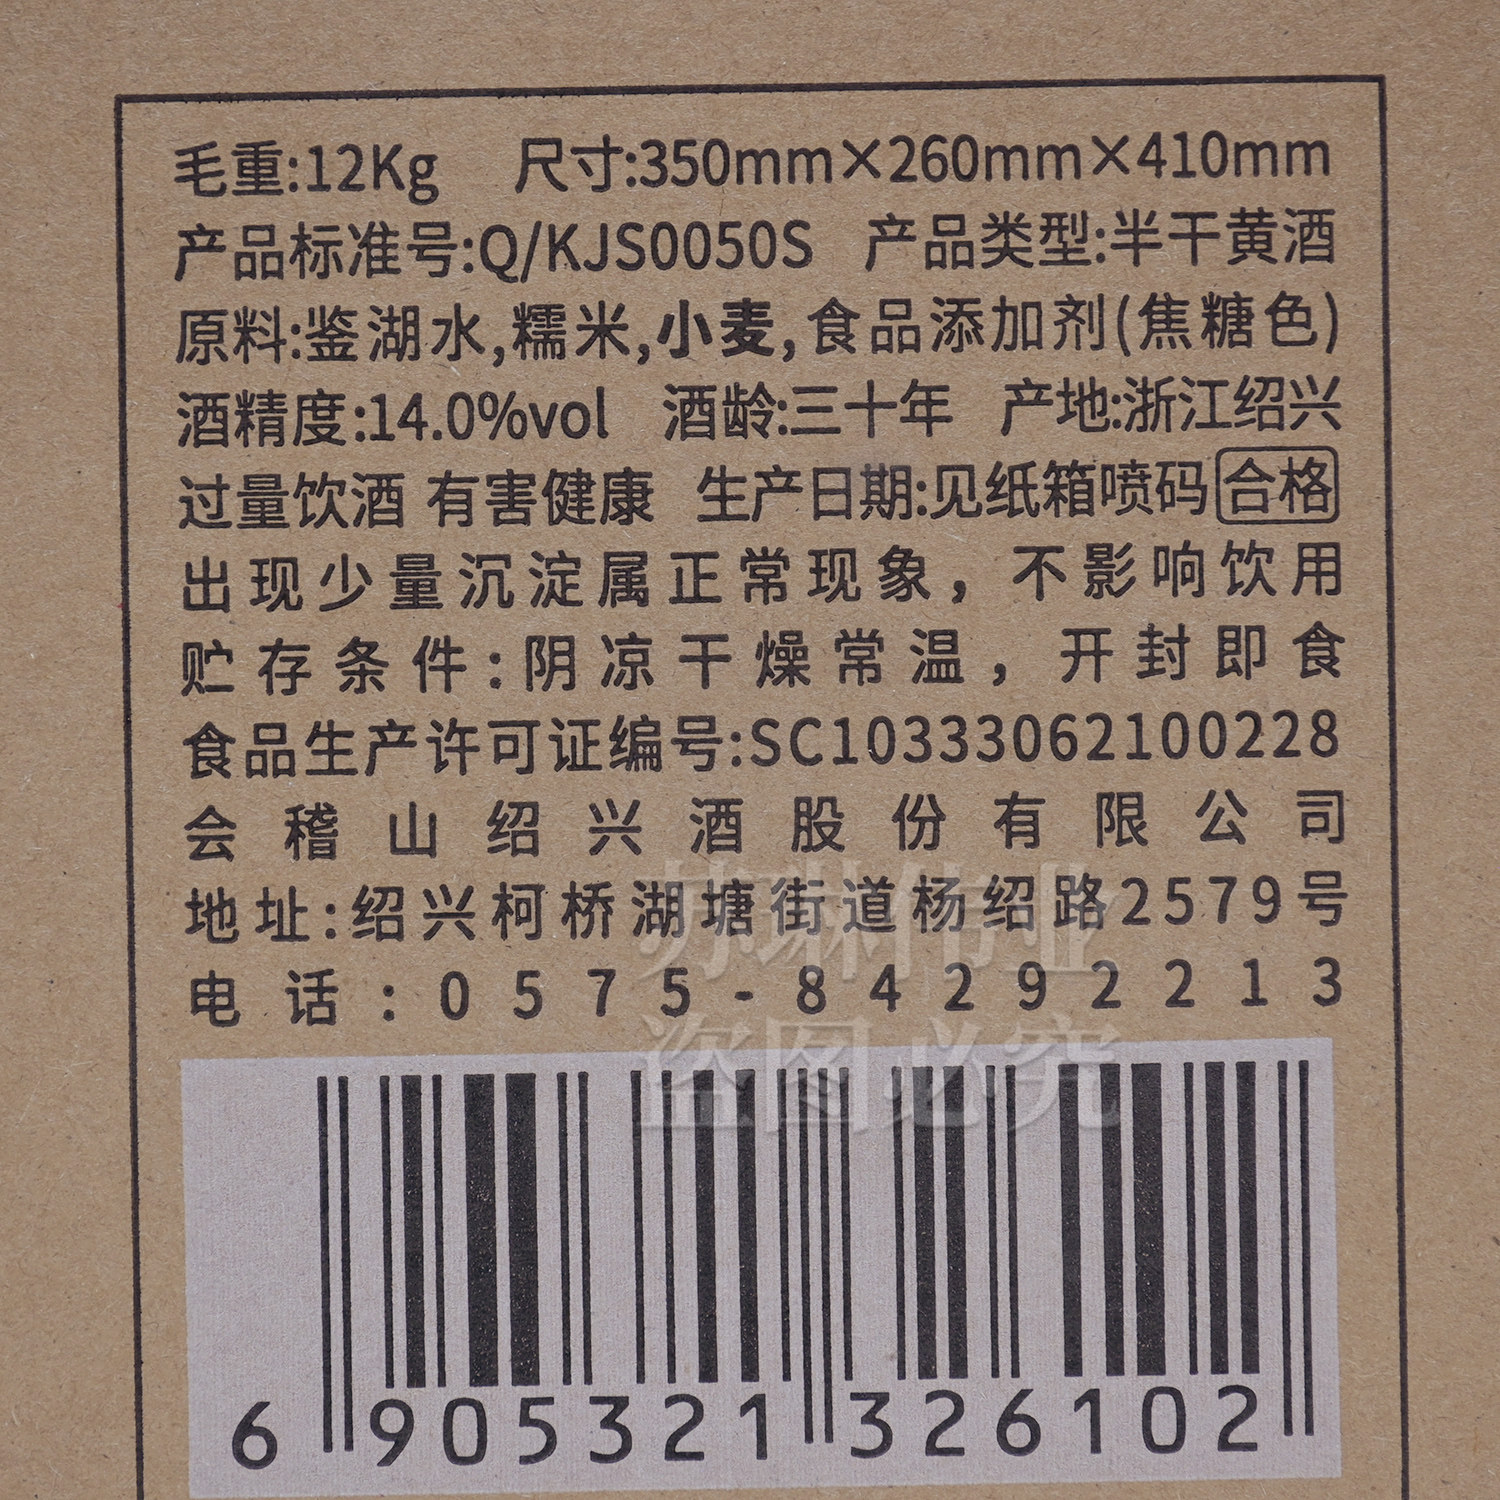 毛重:12Kg 尺寸:350mm×260mm×410mm
产品标准号:Q/KJS0050S 产品类型:半干黄酒
原料:鉴湖水,糯米,小麦,食品添加剂(焦糖色)
酒精度:14.0%vol 酒龄:三十年 产地:浙江绍兴
过量饮酒 有害健康 生产日期:见纸箱喷码 合格
出现少量沉淀属正常现象，不影响饮用
贮存条件:阴凉干燥常温，开封即食
食品生产许可证编号:SC10333062100228
会稽山绍兴酒股份有限公司
地址:绍兴柯桥湖塘街道杨绍路2579号
电话:0575-84292213
苏琳伟业
盗图必究
6 905321 326102